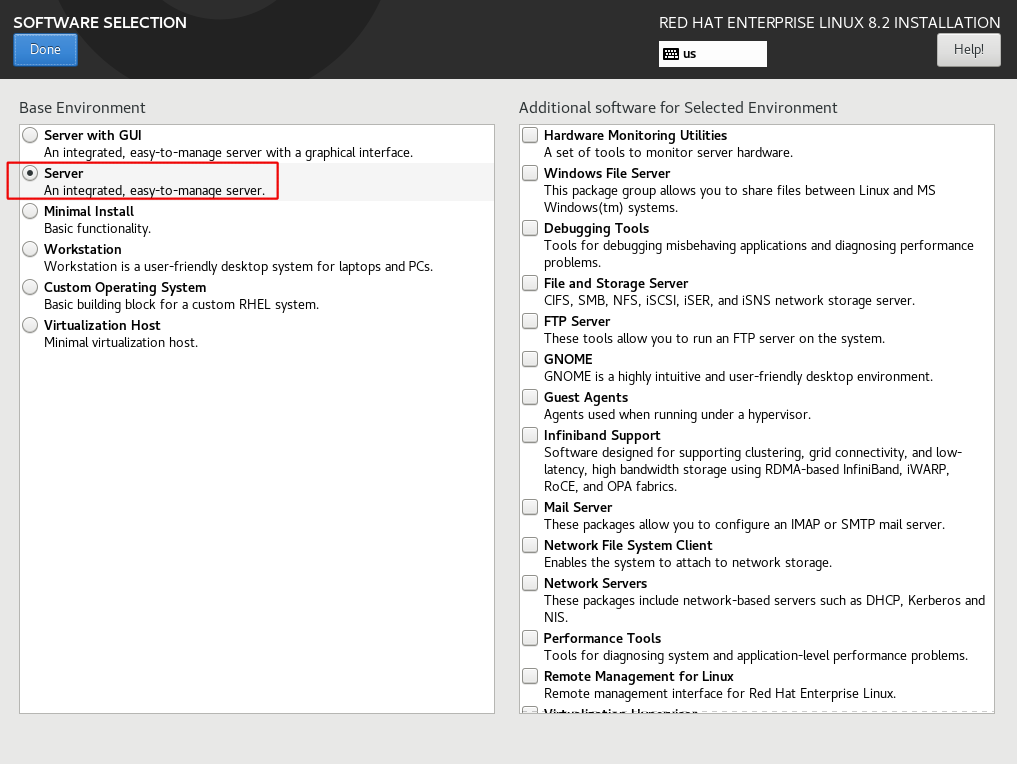 SOFTWARE SELECTION
Done
RED HAT ENTERPRISE LINUX 8.2 INSTALLATION
us
Help!
Base Environment
Server with GUI
An integrated, easy-to-manage server with a graphical interface.
Server
An integrated, easy-to-manage server.
Minimal Install
Basic functionality.
Workstation
Workstation is a user-friendly desktop system for laptops and PCs.
Custom Operating System
Basic building block for a custom RHEL system.
Virtualization Host
Minimal virtualization host.
Additional software for Selected Environment
Hardware Monitoring Utilities
A set of tools to monitor server hardware.
Windows File Server
This package group allows you to share files between Linux and MS
Windows(tm) systems.
Debugging Tools
Tools for debugging misbehaving applications and diagnosing performance
problems.
File and Storage Server
CIFS, SMB, NFS, iSCSI, iSER, and iSNS network storage server.
FTP Server
These tools allow you to run an FTP server on the system.
GNOME
GNOME is a highly intuitive and user-friendly desktop environment.
Guest Agents
Agents used when running under a hypervisor.
Infiniband Support
Software designed for supporting clustering, grid connectivity, and low-
latency, high bandwidth storage using RDMA-based InfiniBand, iWARP,
RoCE, and OPA fabrics.
Mail Server
These packages allow you to configure an IMAP or SMTP mail server.
Network File System Client
Enables the system to attach to network storage.
Network Servers
These packages include network-based servers such as DHCP, Kerberos and
NIS.
Performance Tools
Tools for diagnosing system and application-level performance problems.
Remote Management for Linux
Remote management interface for Red Hat Enterprise Linux.
Virtualization Hypervisor